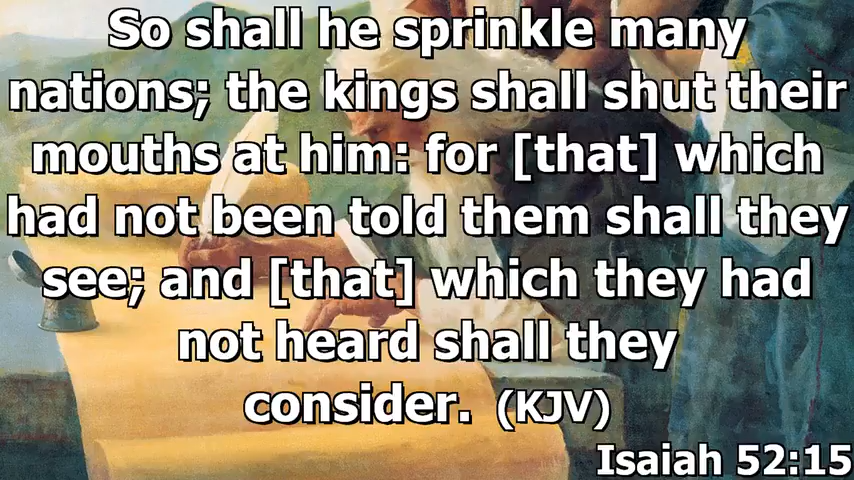 So shall he sprinkle many
nations; the kings shall shut their
mouths at him: for [that] which
had not been told them shall they
see; and [that] which they had
not heard shall they
consider. (KJV)
Isaiah 52:15